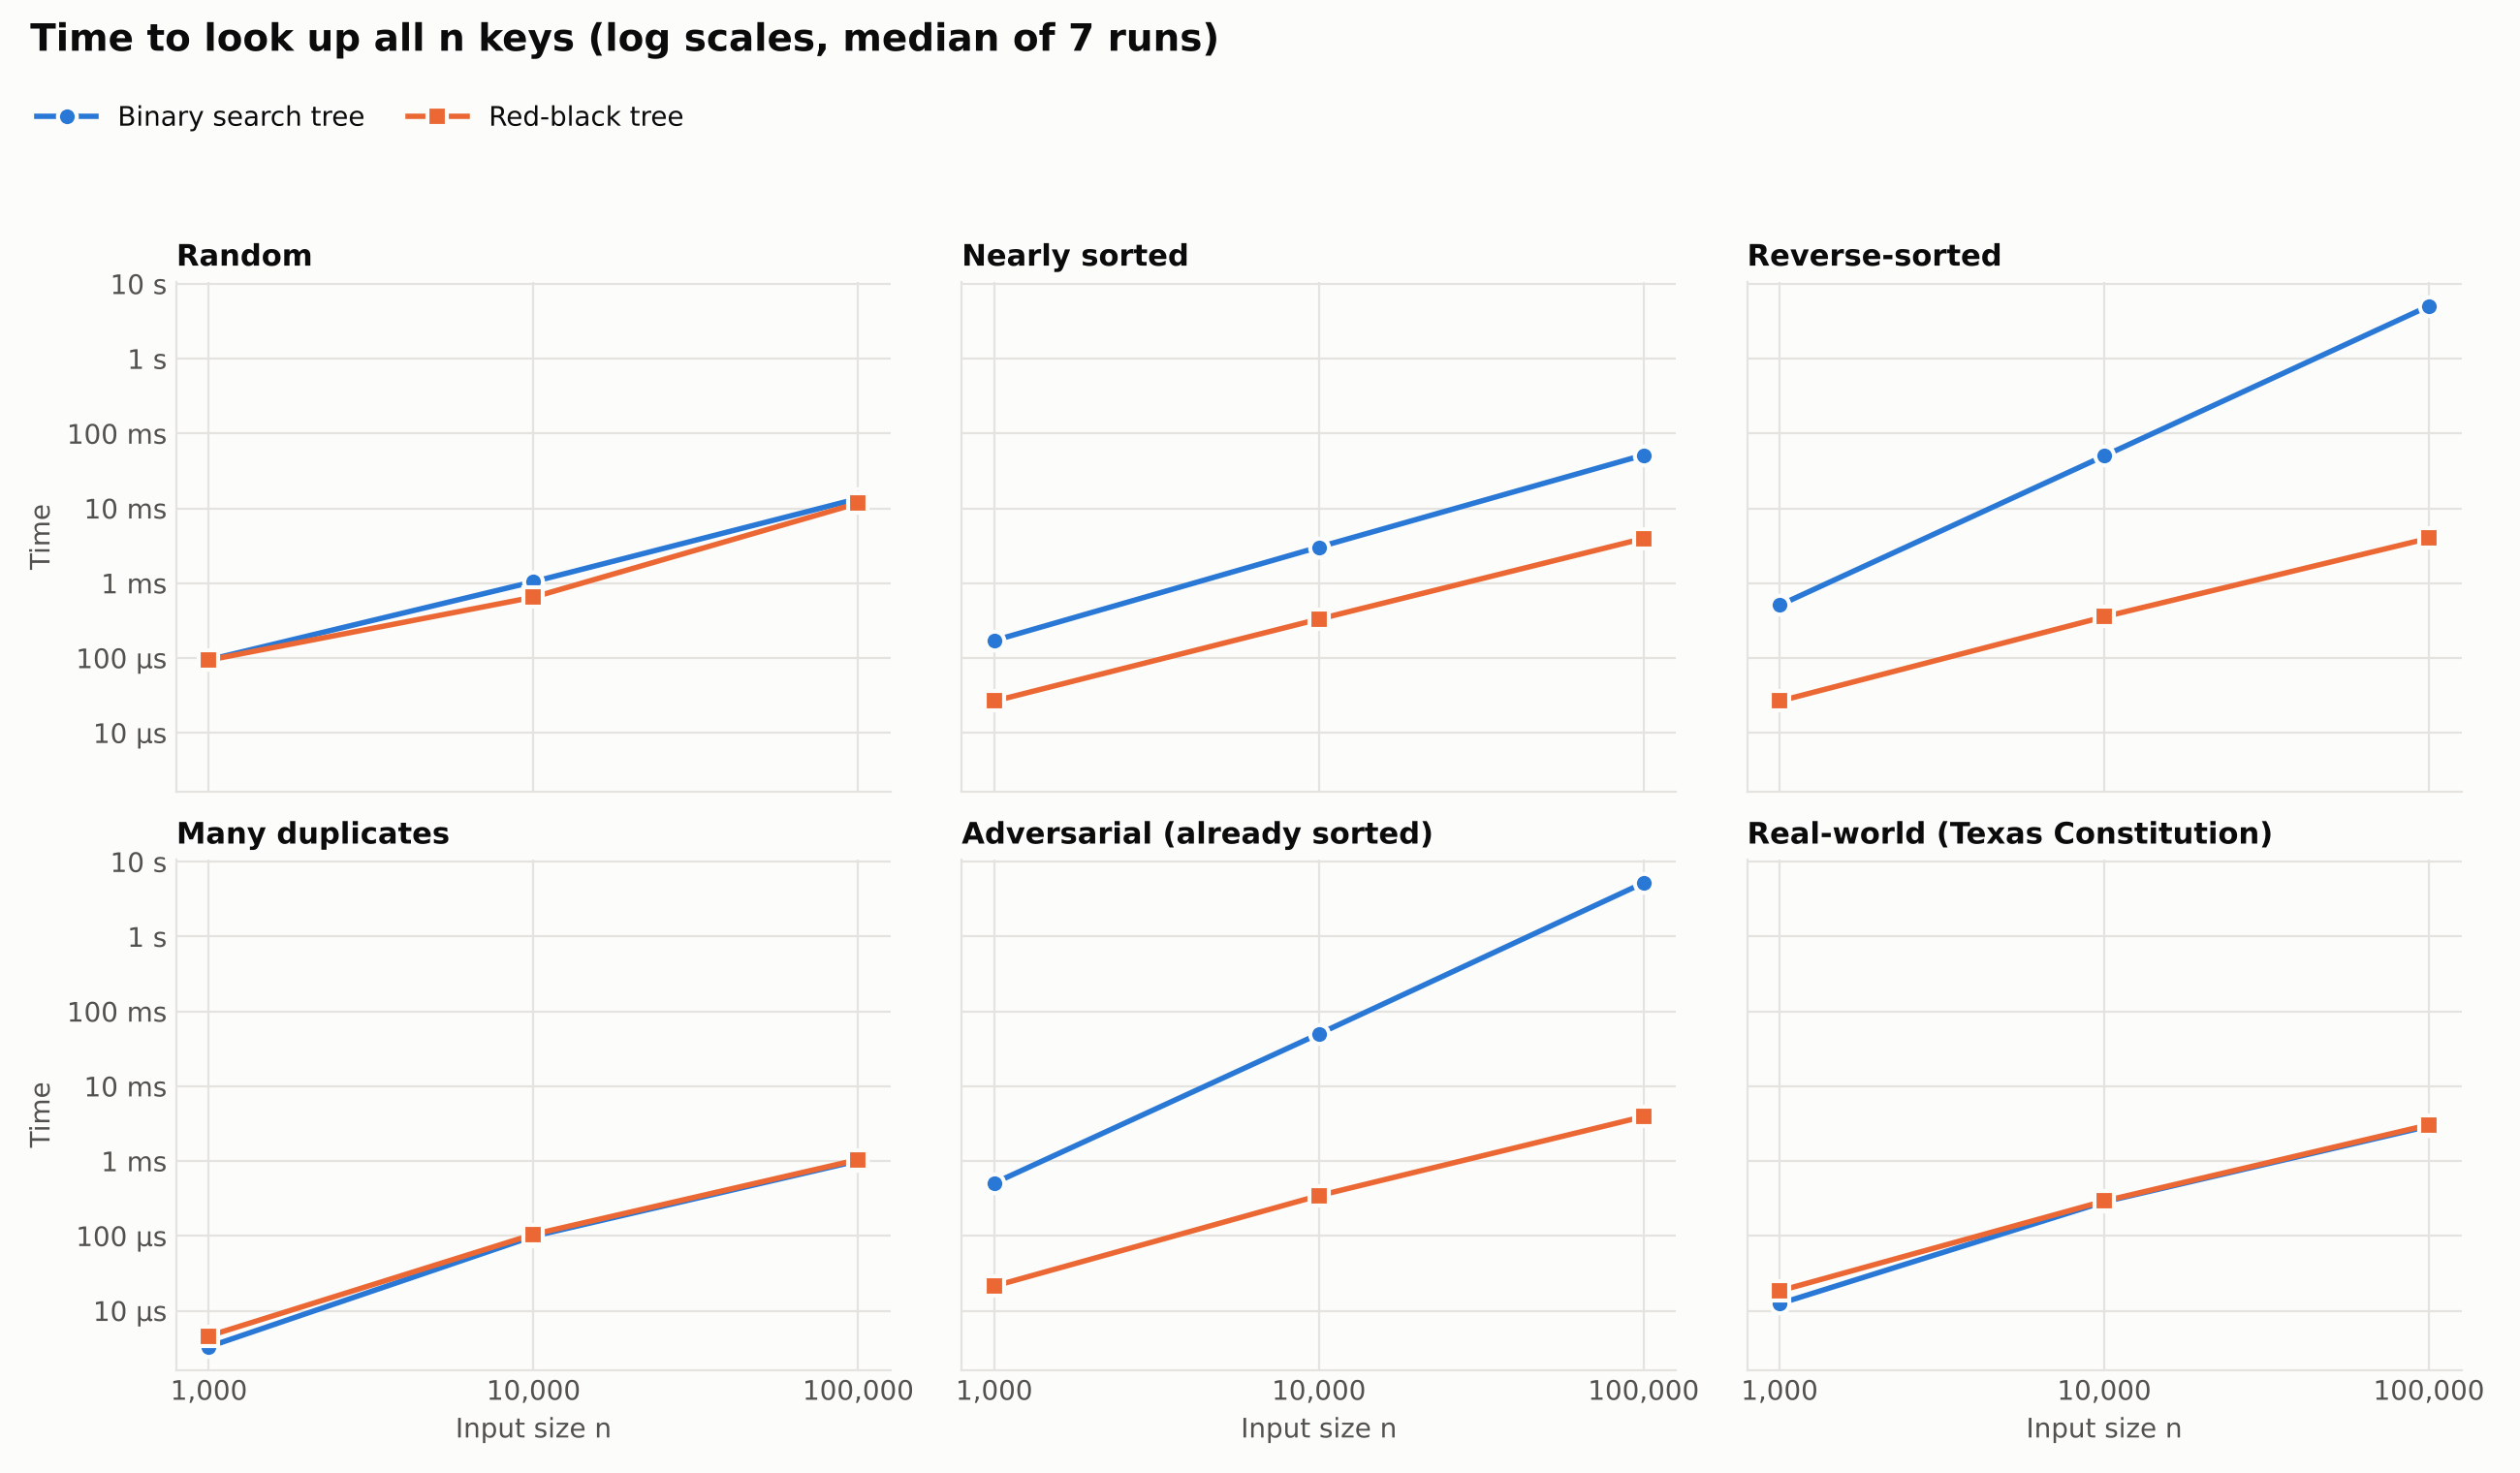 Time to look up all n keys (log scales, median of 7 runs)
Binary search tree
Red-black tree
Random
Nearly sorted
Reverse-sorted
10 s
1 s
100 ms
10 ms
1 ms
100 µs
10 µs
Time
Many duplicates
Adversarial (already sorted)
Real-world (Texas Constitution)
10 s
1 s
100 ms
10 ms
1 ms
100 µs
10 µs
Time
1,000 10,000 100,000
1,000 10,000 100,000
1,000 10,000 100,000
Input size n
Input size n
Input size n